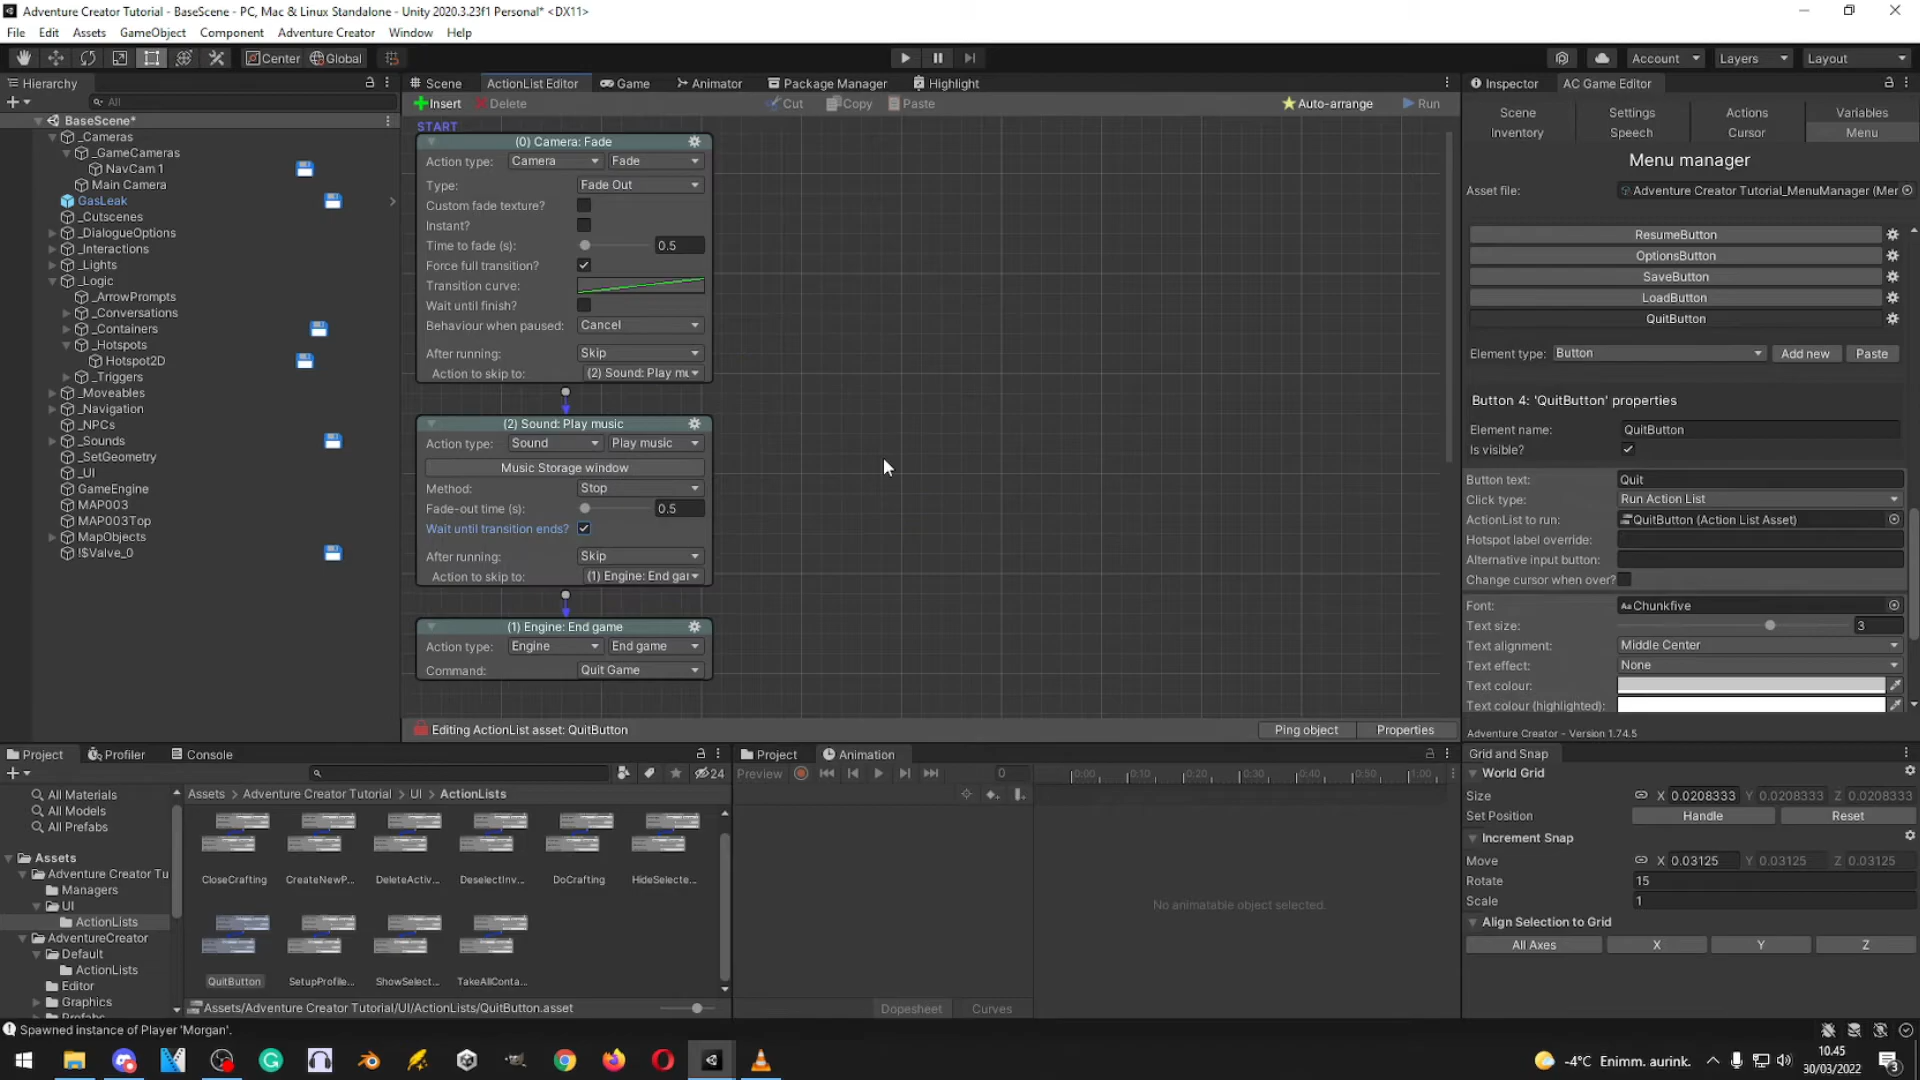 Adventure Creator Tutorial - BaseScene - PC, Mac & Linux Standalone - Unity 2020.3.23f1 Personal* <DX11>
File Edit Assets GameObject Component Adventure Creator Window Help
Center Global Account Layers Layout
Hierarchy Scene ActionList Editor Game Animator Package Manager Highlight Inspector AC Game Editor
All Insert Delete Cut Copy Paste Auto-arrange Run
Scene Settings Actions Variables
Inventory Speech Cursor Menu
BaseScene*
_Cameras
_GameCameras
NavCam 1
Main Camera
GasLeak
_Cutscenes
_DialogueOptions
_Interactions
_Lights
_Logic
_ArrowPrompts
_Conversations
_Containers
_Hotspots
Hotspot2D
_Triggers
_Moveables
_Navigation
_NPCs
_Sounds
_SetGeometry
_UI
GameEngine
MAP003
MAP003Top
MapObjects
!$Valve_0
START
(0) Camera: Fade
Action type: Camera Fade
Type: Fade Out
Custom fade texture?
Instant?
Time to fade (s): 0.5
Force full transition?
Transition curve:
Wait until finish?
Behaviour when paused: Cancel
After running: Skip
Action to skip to: (2) Sound: Play mu
(2) Sound: Play music
Action type: Sound Play music
Music Storage window
Method: Stop
Fade-out time (s): 0.5
Wait until transition ends?
After running: Skip
Action to skip to: (1) Engine: End gar
(1) Engine: End game
Action type: Engine End game
Command: Quit Game
Editing ActionList asset: QuitButton Ping object Properties
Menu manager
Asset file: Adventure Creator Tutorial_MenuManager (Mer
ResumeButton
OptionsButton
SaveButton
LoadButton
QuitButton
Element type: Button Add new Paste
Button 4: 'QuitButton' properties
Element name: QuitButton
Is visible?
Button text: Quit
Click type: Run Action List
ActionList to run: QuitButton (Action List Asset)
Hotspot label override:
Alternative input button:
Change cursor when over?
Font: Chunkfive
Text size: 3
Text alignment: Middle Center
Text effect: None
Text colour:
Text colour (highlighted):
Adventure Creator - Version 1.74.5
Project Profiler Console
24
All Materials
All Models
All Prefabs
Assets
Adventure Creator Tu
Managers
UI
ActionLists
AdventureCreator
Default
ActionLists
Editor
Graphics
Prefabs
Assets > Adventure Creator Tutorial > UI > ActionLists
CloseCrafting CreateNewP... DeleteActiv... DeselectInv... DoCrafting HideSelecte...
QuitButton SetupProfile... ShowSelect... TakeAllConta...
Assets/Adventure Creator Tutorial/UI/ActionLists/QuitButton.asset
Project Animation
Preview 0 0:00 0:10 0:20 0:30 0:40 0:50 1:00
No animatable object selected.
Dopesheet Curves
Grid and Snap
World Grid
Size X 0.0208333 Y 0.0208333 Z 0.0208333
Set Position Handle Reset
Increment Snap
Move X 0.03125 Y 0.03125 Z 0.03125
Rotate 15
Scale 1
Align Selection to Grid
All Axes X Y Z
Spawned instance of Player 'Morgan'.
-4°C Enimm. aurink. 10.45
30/03/2022 3